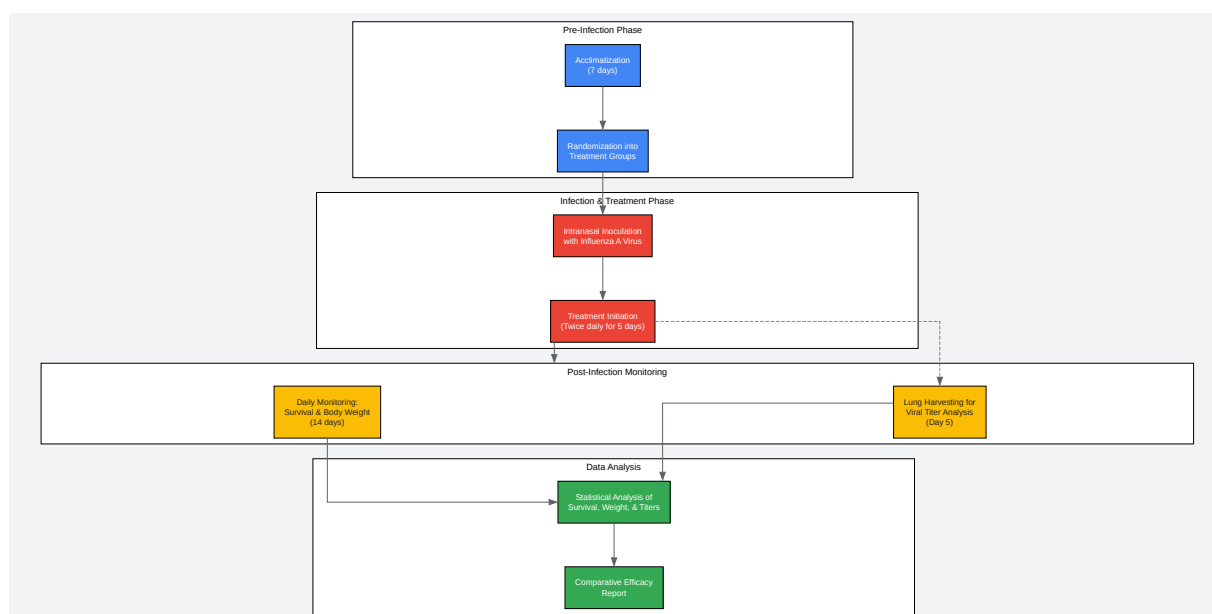 Pre-Infection Phase
Acclimatization
(7 days)
Randomization into
Treatment Groups
Infection & Treatment Phase
Intranasal Inoculation
with Influenza A Virus
Treatment Initiation
(Twice daily for 5 days)
Post-Infection Monitoring
Daily Monitoring:
Survival & Body Weight
(14 days)
Lung Harvesting for
Viral Titer Analysis
(Day 5)
Data Analysis
Statistical Analysis of
Survival, Weight, & Titers
Comparative Efficacy
Report